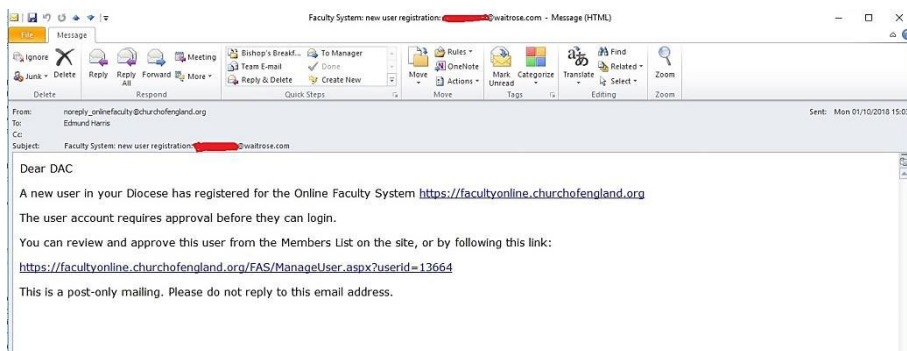 Faculty System: new user registration: @waitrose.com - Message (HTML)
File Message
Ignore
Junk
Delete
Reply
Reply All
Forward
Meeting
More
Bishop's Breakf...
Team E-mail
Reply & Delete
To Manager
Done
Create New
Move
Rules
OneNote
Actions
Mark Unread
Categorize
Translate
Find
Related
Select
Zoom
Delete Respond Quick Steps Move Tags Editing Zoom
From: noreply_onlinefaculty@churchofengland.org Sent: Mon 01/10/2018 15:0
To: Edmund Harris
Cc:
Subject: Faculty System: new user registration: @waitrose.com
Dear DAC
A new user in your Diocese has registered for the Online Faculty System https://facultyonline.churchofengland.org
The user account requires approval before they can login.
You can review and approve this user from the Members List on the site, or by following this link:
https://facultyonline.churchofengland.org/FAS/ManageUser.aspx?userid=13664
This is a post-only mailing. Please do not reply to this email address.